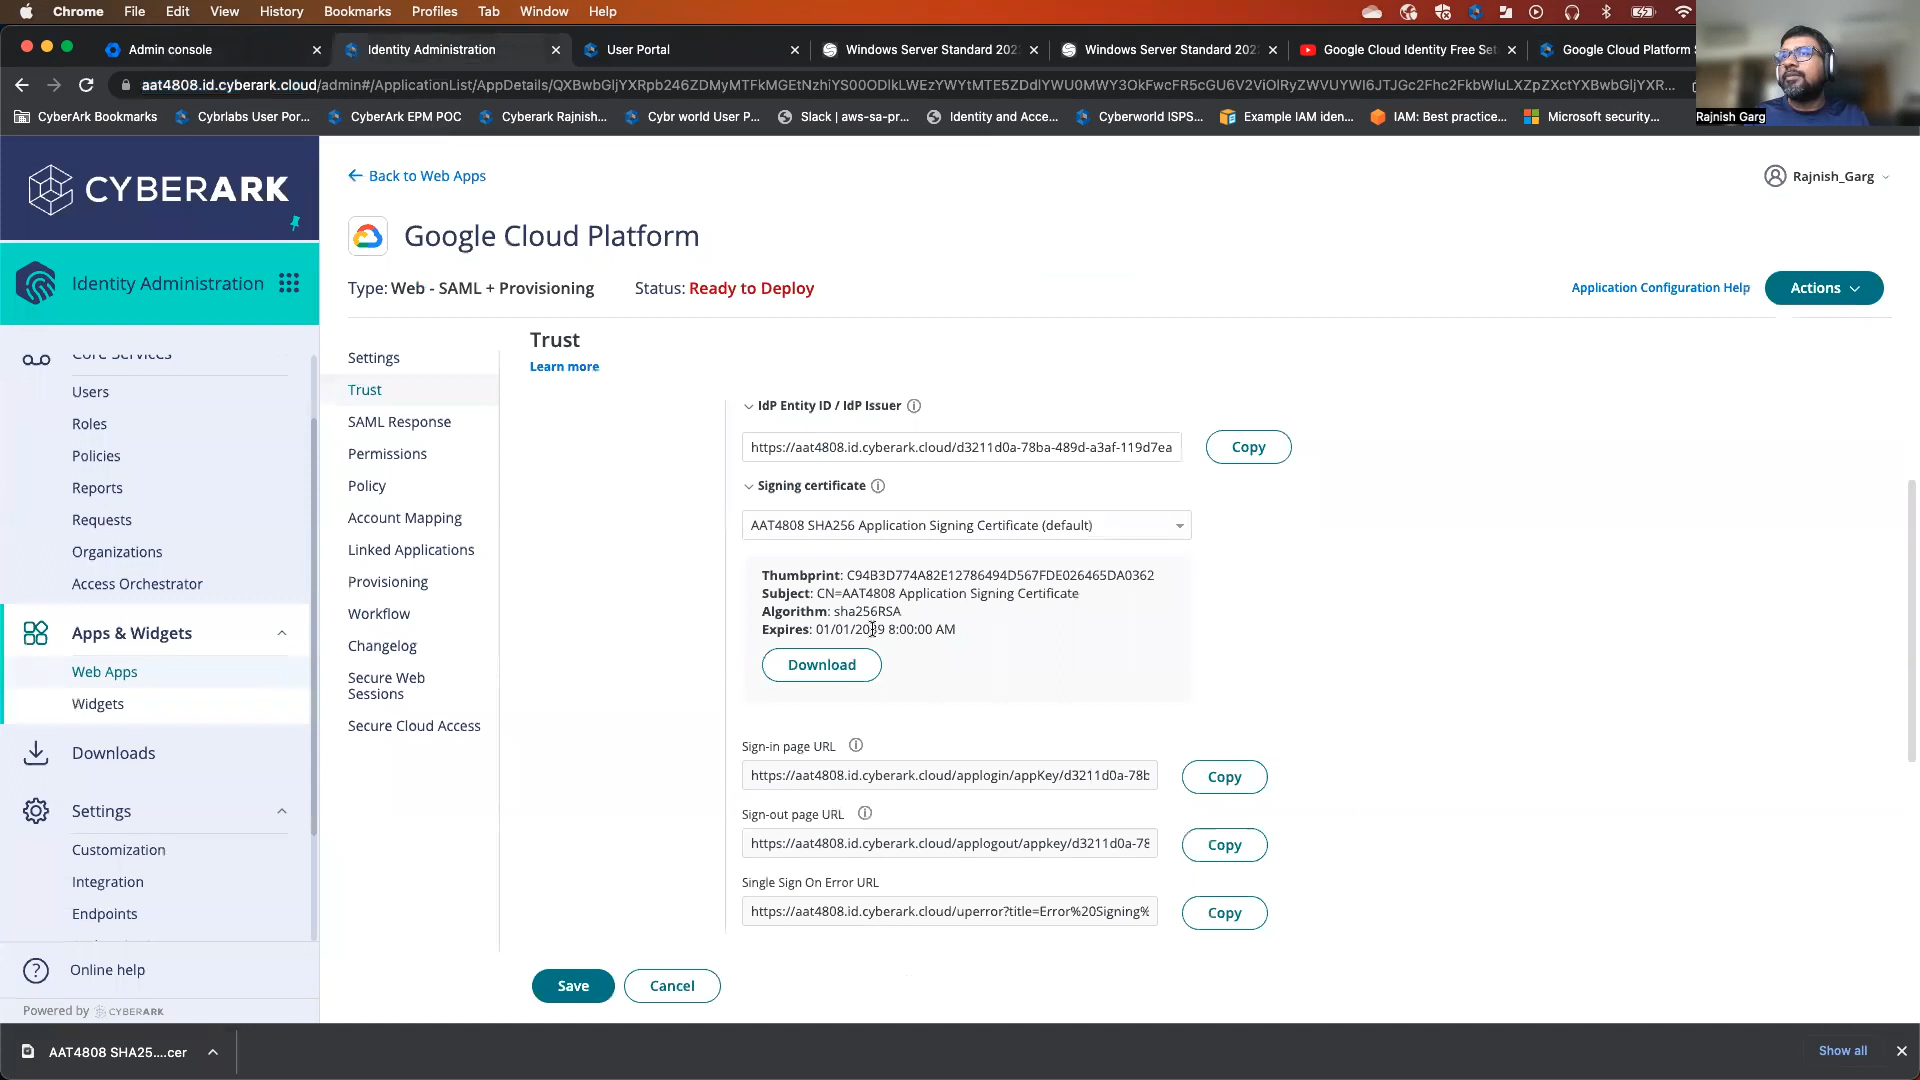 Chrome File Edit View History Bookmarks Profiles Tab Window Help
Admin console
Identity Administration
User Portal
Windows Server Standard 202
Windows Server Standard 202
Google Cloud Identity Free Set
Google Cloud Platform S
aat4808.id.cyberark.cloud/admin#/ApplicationList/AppDetails/
CyberArk Bookmarks
Cybrlabs User Por...
CyberArk EPM POC
Cyberark Rajnish...
Cybr world User P...
Slack | aws-sa-pr...
Identity and Acce...
Cyberworld ISPS...
Example IAM iden...
IAM: Best practice...
Microsoft security...
Rajnish Garg
CYBERARK
Identity Administration
Core Services
Users
Roles
Policies
Reports
Requests
Organizations
Access Orchestrator
Apps & Widgets
Web Apps
Widgets
Downloads
Settings
Customization
Integration
Endpoints
Online help
Powered by CYBERARK
Back to Web Apps
Rajnish_Garg
Google Cloud Platform
Type: Web - SAML + Provisioning
Status: Ready to Deploy
Application Configuration Help
Actions
Settings
Trust
SAML Response
Permissions
Policy
Account Mapping
Linked Applications
Provisioning
Workflow
Changelog
Secure Web
Sessions
Secure Cloud Access
Trust
Learn more
IdP Entity ID / IdP Issuer
https://aat4808.id.cyberark.cloud/d3211d0a-78ba-489d-a3af-119d7ea
Copy
Signing certificate
AAT4808 SHA256 Application Signing Certificate (default)
Thumbprint: C94B3D774A82E12786494D567FDE026465DA0362
Subject: CN=AAT4808 Application Signing Certificate
Algorithm: sha256RSA
Expires: 01/01/2039 8:00:00 AM
Download
Sign-in page URL
https://aat4808.id.cyberark.cloud/applogin/appKey/d3211d0a-78b
Copy
Sign-out page URL
https://aat4808.id.cyberark.cloud/applogout/appkey/d3211d0a-78
Copy
Single Sign On Error URL
https://aat4808.id.cyberark.cloud/uperror?title=Error%20Signing%
Copy
Save
Cancel
AAT4808 SHA25....cer
Show all